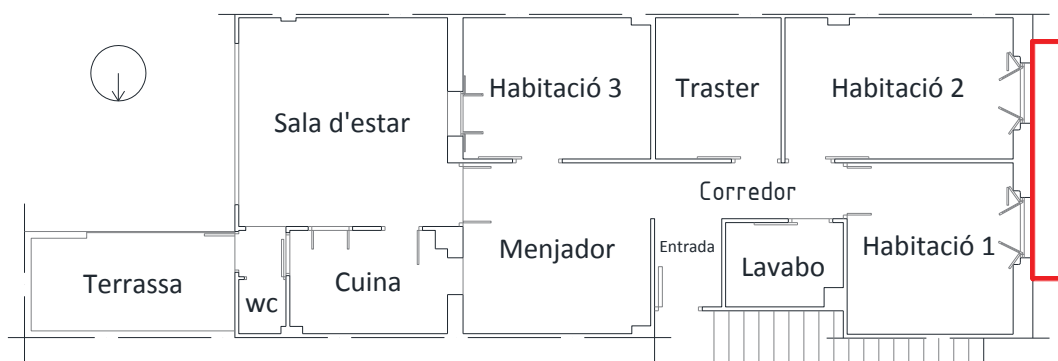 Habitació 3
Traster
Habitació 2
Sala d'estar
Corredor
Menjador
Entrada
Habitació 1
Lavabo
Terrassa
Cuina
wc